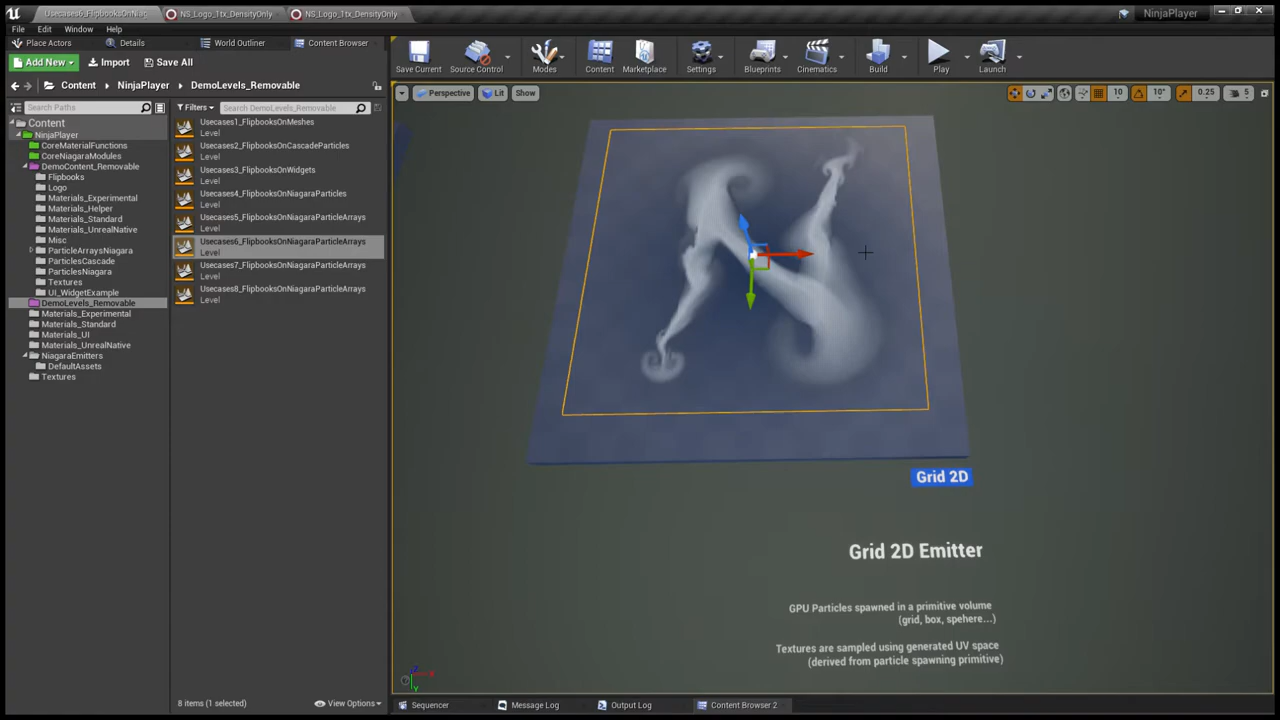 Usecases6_FlipbooksOnNiag
NS_Logo_1tx_DensityOnly
NS_Logo_1tx_DensityOnly
NinjaPlayer
File Edit Window Help
Place Actors
Details
World Outliner
Content Browser
Add New
Import
Save All
Save Current
Source Control
Modes
Content
Marketplace
Settings
Blueprints
Cinematics
Build
Play
Launch
Content
NinjaPlayer
DemoLevels_Removable
Search Paths
Filters
Search DemoLevels_Removable
Perspective
Lit
Show
10
10°
0.25
5
Content
NinjaPlayer
CoreMaterialFunctions
CoreNiagaraModules
DemoContent_Removable
Flipbooks
Logo
Materials_Experimental
Materials_Helper
Materials_Standard
Materials_UnrealNative
Misc
ParticleArraysNiagara
ParticlesCascade
ParticlesNiagara
Textures
UI_WidgetExample
DemoLevels_Removable
Materials_Experimental
Materials_Standard
Materials_UI
Materials_UnrealNative
NiagaraEmitters
DefaultAssets
Textures
Usecases1_FlipbooksOnMeshes
Level
Usecases2_FlipbooksOnCascadeParticles
Level
Usecases3_FlipbooksOnWidgets
Level
Usecases4_FlipbooksOnNiagaraParticles
Level
Usecases5_FlipbooksOnNiagaraParticleArrays
Level
Usecases6_FlipbooksOnNiagaraParticleArrays
Level
Usecases7_FlipbooksOnNiagaraParticleArrays
Level
Usecases8_FlipbooksOnNiagaraParticleArrays
Level
Grid 2D
Grid 2D Emitter
GPU Particles spawned in a primitive volume
(grid, box, spehere...)
Textures are sampled using generated UV space
(derived from particle spawning primitive)
8 items (1 selected)
View Options
Sequencer
Message Log
Output Log
Content Browser 2